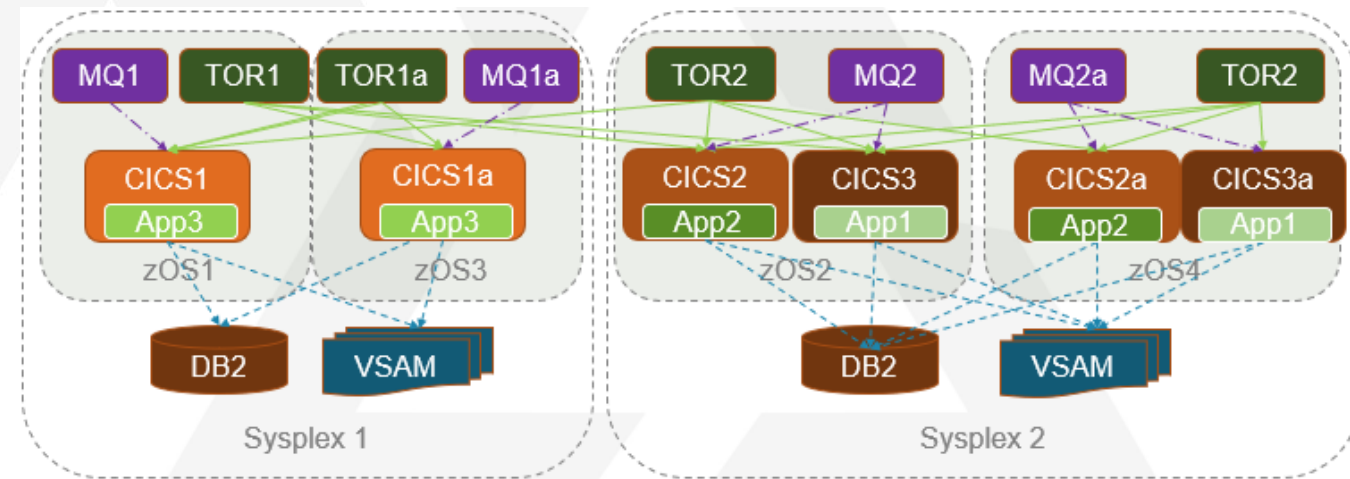 MQ1 TOR1 TOR1a MQ1a TOR2 MQ2 MQ2a TOR2
CICS1 CICS1a CICS2 CICS3 CICS2a CICS3a
App3 App3 App2 App1 App2 App1
zOS1 zOS3 zOS2 zOS4
DB2 VSAM DB2 VSAM
Sysplex 1 Sysplex 2